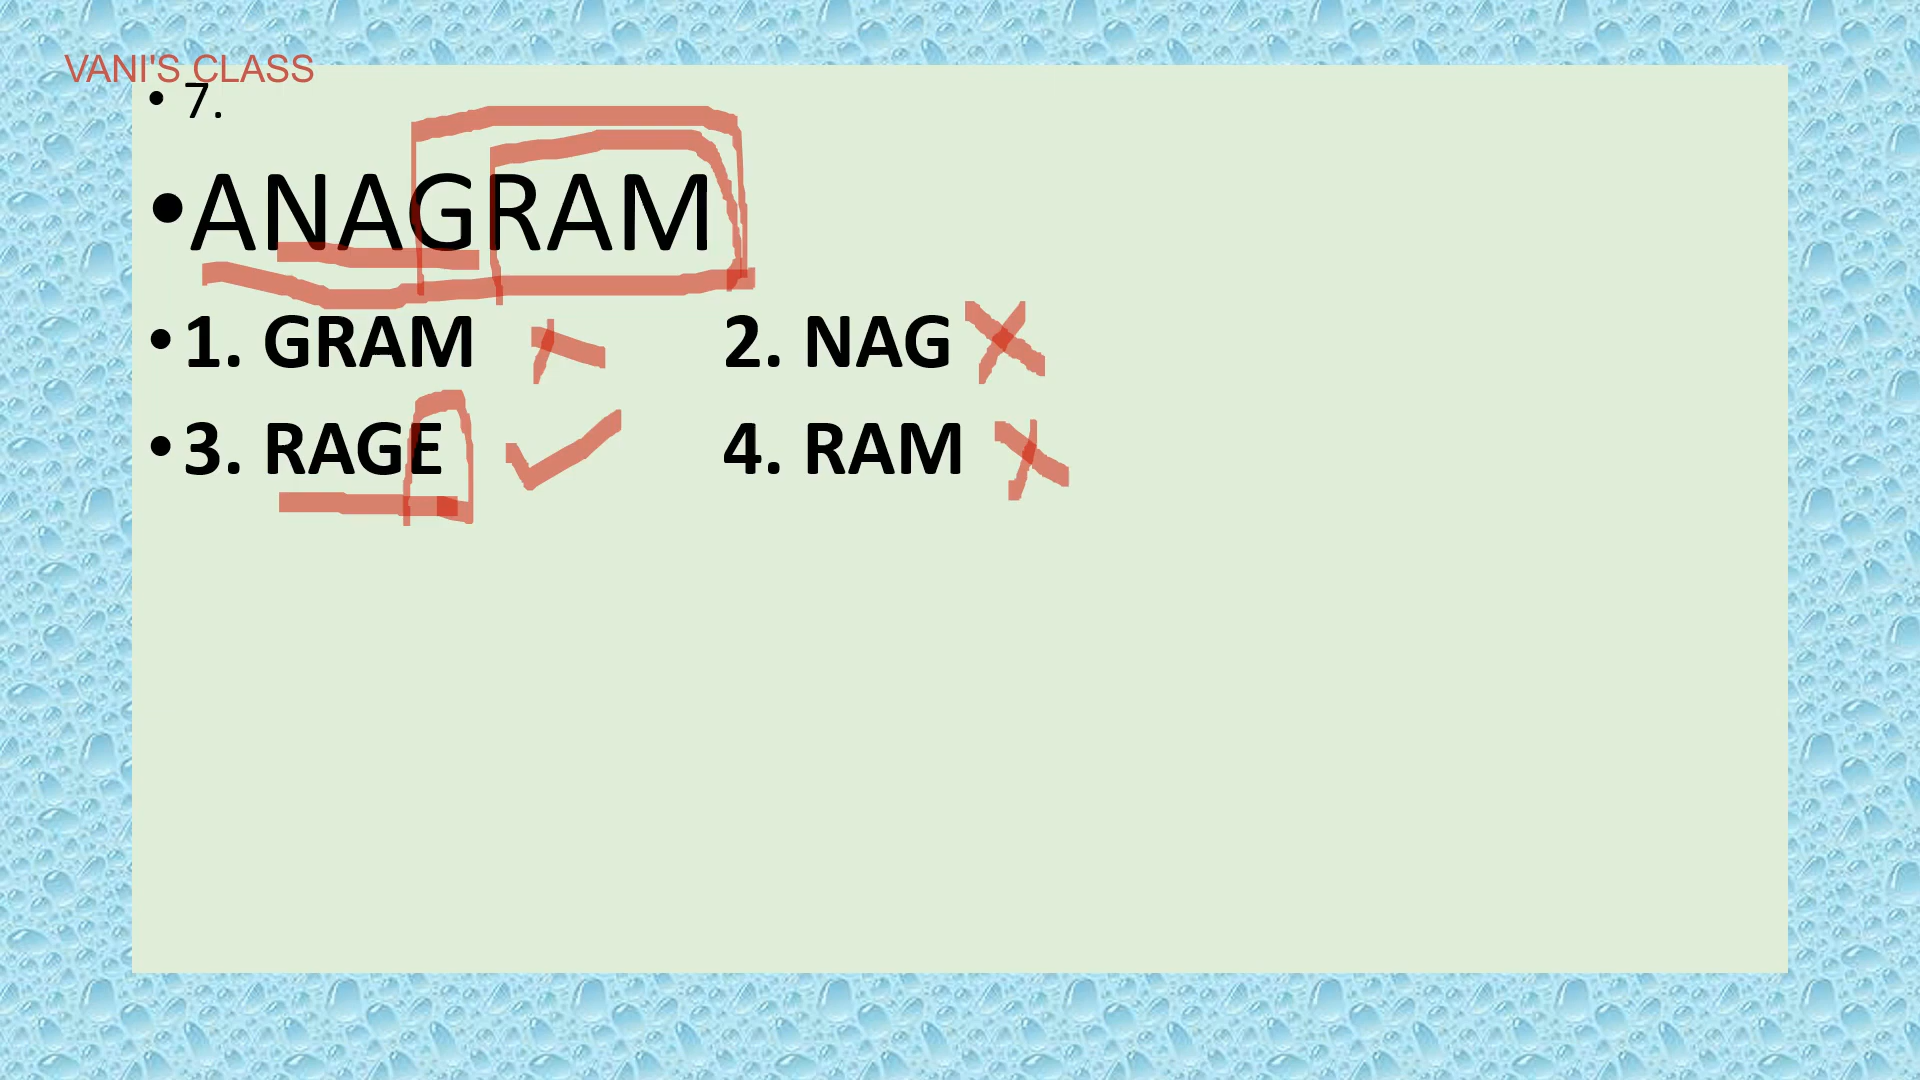 VANI'S CLASS
• 7.
•ANAGRAM
• 1. GRAM 2. NAG
• 3. RAGE 4. RAM